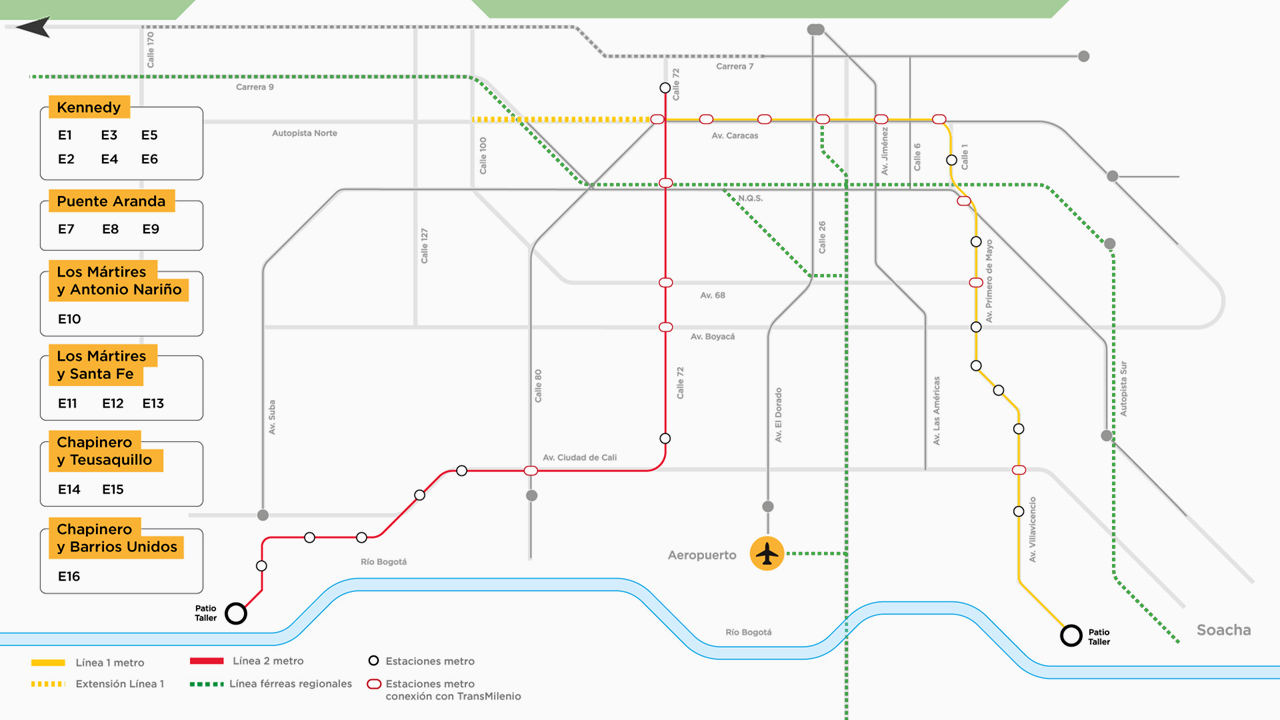 Calle 170
Carrera 9
Carrera 7
Calle 72
Autopista Norte
Av. Caracas
Calle 100
Av. Jiménez
Calle 6
Calle 1
Kennedy
E1 E3 E5
E2 E4 E6
Puente Aranda
E7 E8 E9
Los Mártires
y Antonio Nariño
E10
Los Mártires
y Santa Fe
E11 E12 E13
Chapinero
y Teusaquillo
E14 E15
Chapinero
y Barrios Unidos
E16
N.Q.S.
Calle 127
Calle 26
Av. Primero de Mayo
Av. 68
Av. Boyacá
Av. Suba
Calle 80
Calle 72
Av. El Dorado
Av. Las Américas
Autopista Sur
Av. Ciudad de Cali
Av. Villavicencio
Aeropuerto
Río Bogotá
Patio
Taller
Río Bogotá
Patio
Taller
Soacha
Línea 1 metro
Línea 2 metro
Estaciones metro
Extensión Línea 1
Línea férreas regionales
Estaciones metro
conexión con TransMilenio